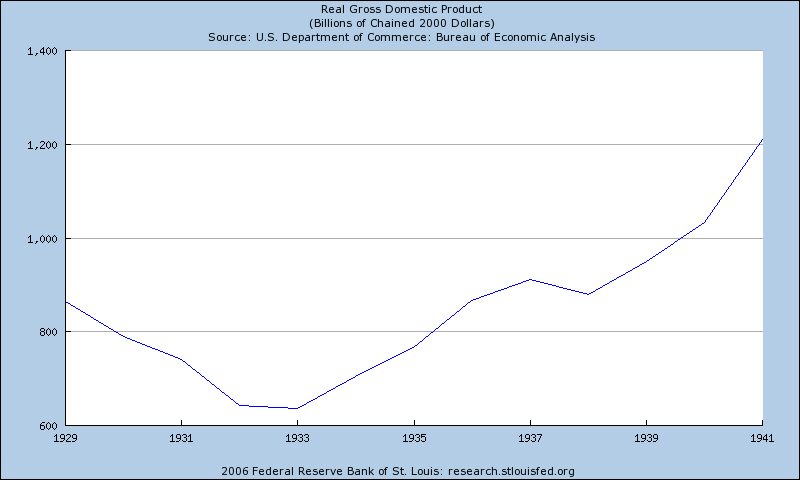 Real Gross Domestic Product
(Billions of Chained 2000 Dollars)
Source: U.S. Department of Commerce: Bureau of Economic Analysis
1,400
1,200
1,000
800
600
1929 1931 1933 1935 1937 1939 1941
2006 Federal Reserve Bank of St. Louis: research.stlouisfed.org